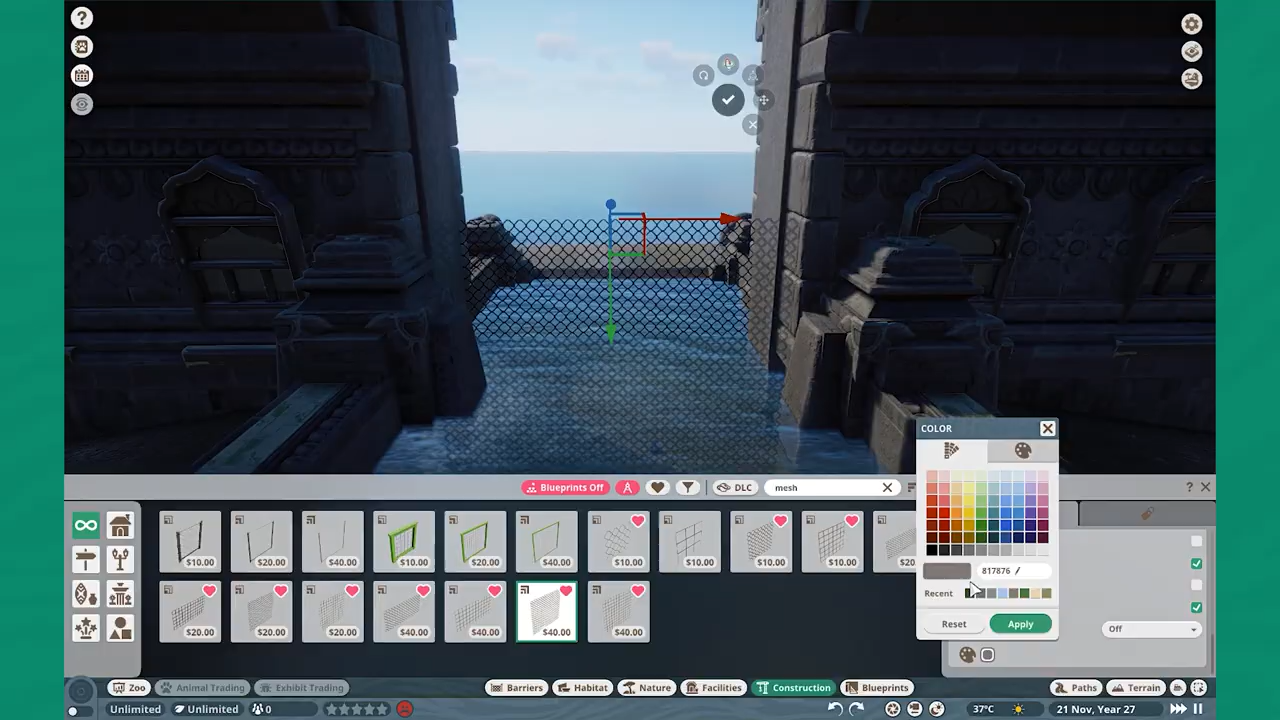 ?
COLOR
817876 /
Recent
Reset
Apply
Blueprints Off
DLC
mesh
?
$10.00
$20.00
$40.00
$10.00
$20.00
$40.00
$10.00
$10.00
$10.00
$10.00
$20
$20.00
$20.00
$20.00
$40.00
$40.00
$40.00
$40.00
Off
Zoo
Animal Trading
Exhibit Trading
Barriers
Habitat
Nature
Facilities
Construction
Blueprints
Paths
Terrain
Unlimited
Unlimited
0
37°C
21 Nov, Year 27